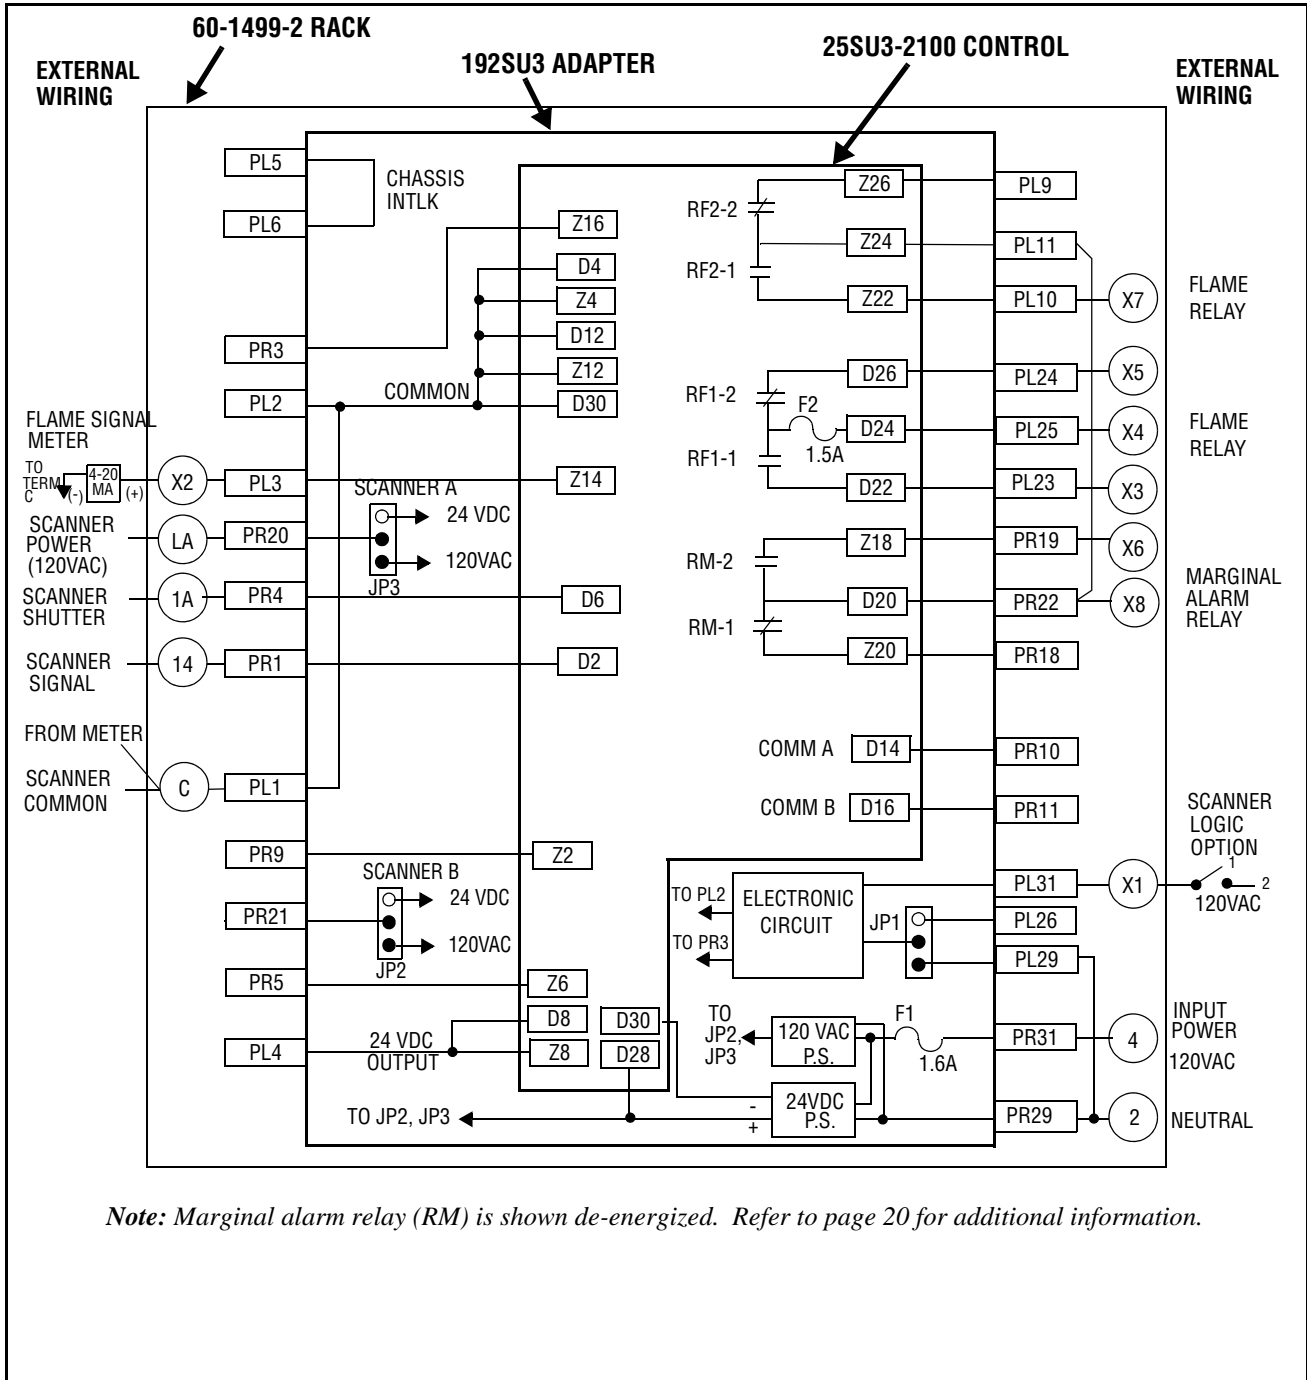 60-1499-2 RACK
192SU3 ADAPTER
25SU3-2100 CONTROL
EXTERNAL
WIRING
EXTERNAL
WIRING
PL5
CHASSIS
INTLK
PL6
Z16
D4
Z4
D12
Z12
D30
PR3
PL2
COMMON
FLAME SIGNAL
METER
TO
TERM
C
(-)
4-20
MA
(+)
X2
PL3
Z14
SCANNER A
24 VDC
120VAC
JP3
SCANNER
POWER
(120VAC)
LA
PR20
SCANNER
SHUTTER
1A
PR4
D6
SCANNER
SIGNAL
14
PR1
D2
FROM METER
SCANNER
COMMON
C
PL1
PR9
Z2
SCANNER B
24 VDC
120VAC
JP2
PR21
PR5
Z6
D8
Z8
PL4
24 VDC
OUTPUT
D30
D28
TO JP2, JP3
RF2-2
RF2-1
Z26
PL9
Z24
PL11
Z22
PL10
X7
FLAME
RELAY
RF1-2
F2
1.5A
RF1-1
D26
PL24
X5
D24
PL25
X4
FLAME
RELAY
D22
PL23
X3
RM-2
RM-1
Z18
PR19
X6
D20
PR22
X8
MARGINAL
ALARM
RELAY
Z20
PR18
COMM A
D14
PR10
COMM B
D16
PR11
SCANNER
LOGIC
OPTION
1
2
120VAC
TO PL2
TO PR3
ELECTRONIC
CIRCUIT
JP1
PL31
X1
PL26
PL29
TO
JP2,
JP3
120 VAC
P.S.
F1
1.6A
PR31
4
INPUT
POWER
120VAC
-
+
24VDC
P.S.
PR29
2
NEUTRAL
Note: Marginal alarm relay (RM) is shown de-energized. Refer to page 20 for additional information.